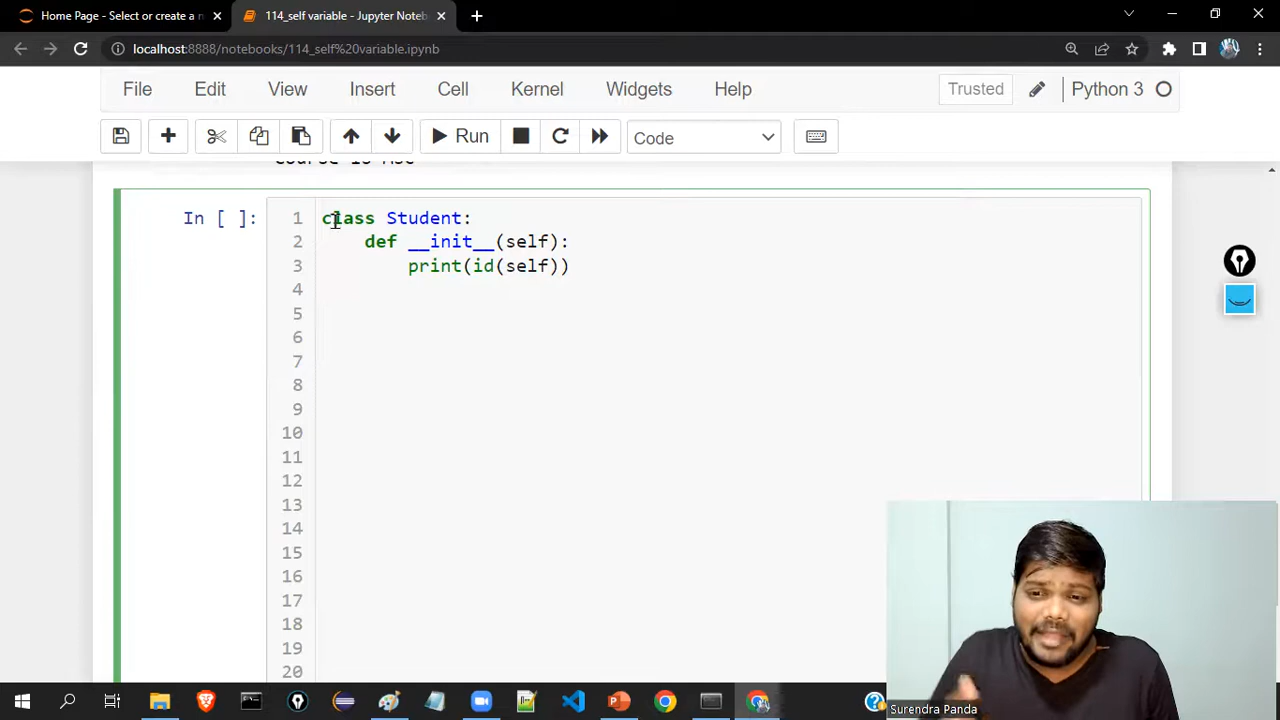 Home Page - Select or create a n
114_self variable - Jupyter Noteb
localhost:8888/notebooks/114_self%20variable.ipynb
File Edit View Insert Cell Kernel Widgets Help Trusted Python 3
Run Code
Course is MSc
In [ ]:
1 class Student:
2 def __init__(self):
3 print(id(self))
4
5
6
7
8
9
10
11
12
13
14
15
16
17
18
19
20
Surendra Panda